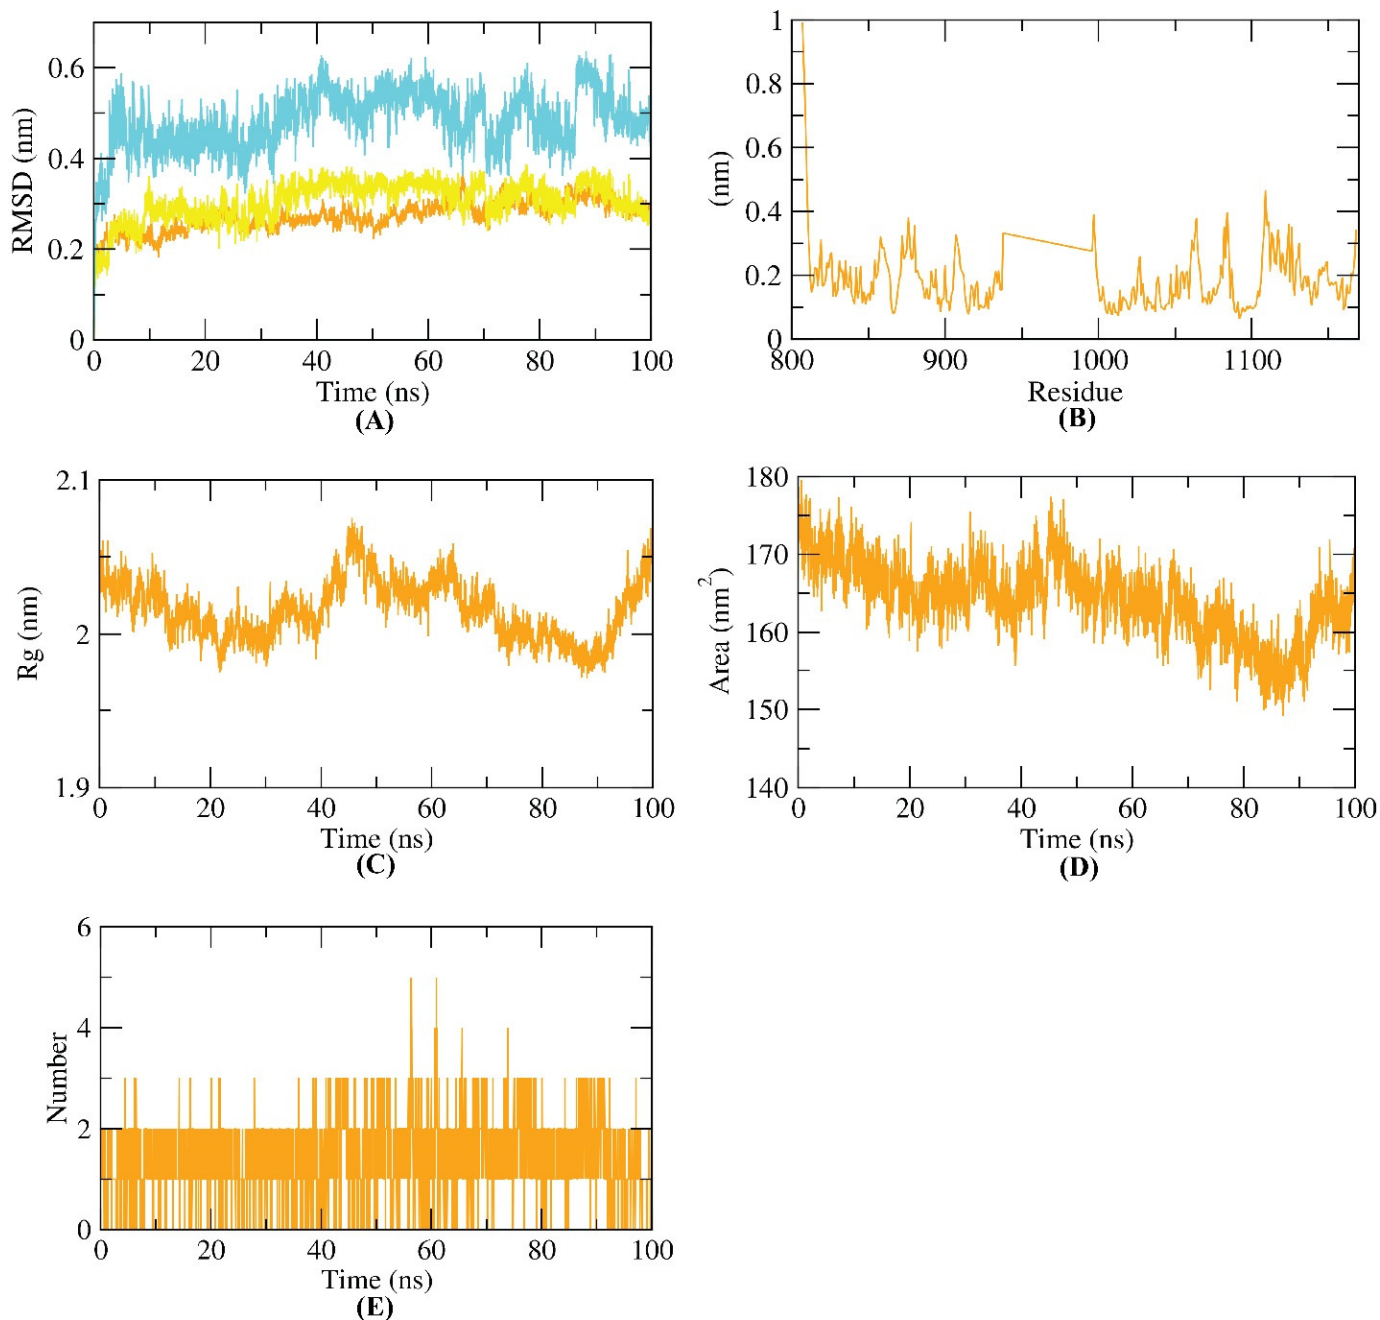 0.6
0.4
0.2
0
RMSD (nm)
0 20 40 60 80 100
Time (ns)
(A)
1
0.8
0.6
0.4
0.2
0
(nm)
800 900 1000 1100
Residue
(B)
2.1
2
1.9
Rg (nm)
0 20 40 60 80 100
Time (ns)
(C)
180
170
160
150
140
Area (nm²)
0 20 40 60 80 100
Time (ns)
(D)
6
4
2
0
Number
0 20 40 60 80 100
Time (ns)
(E)